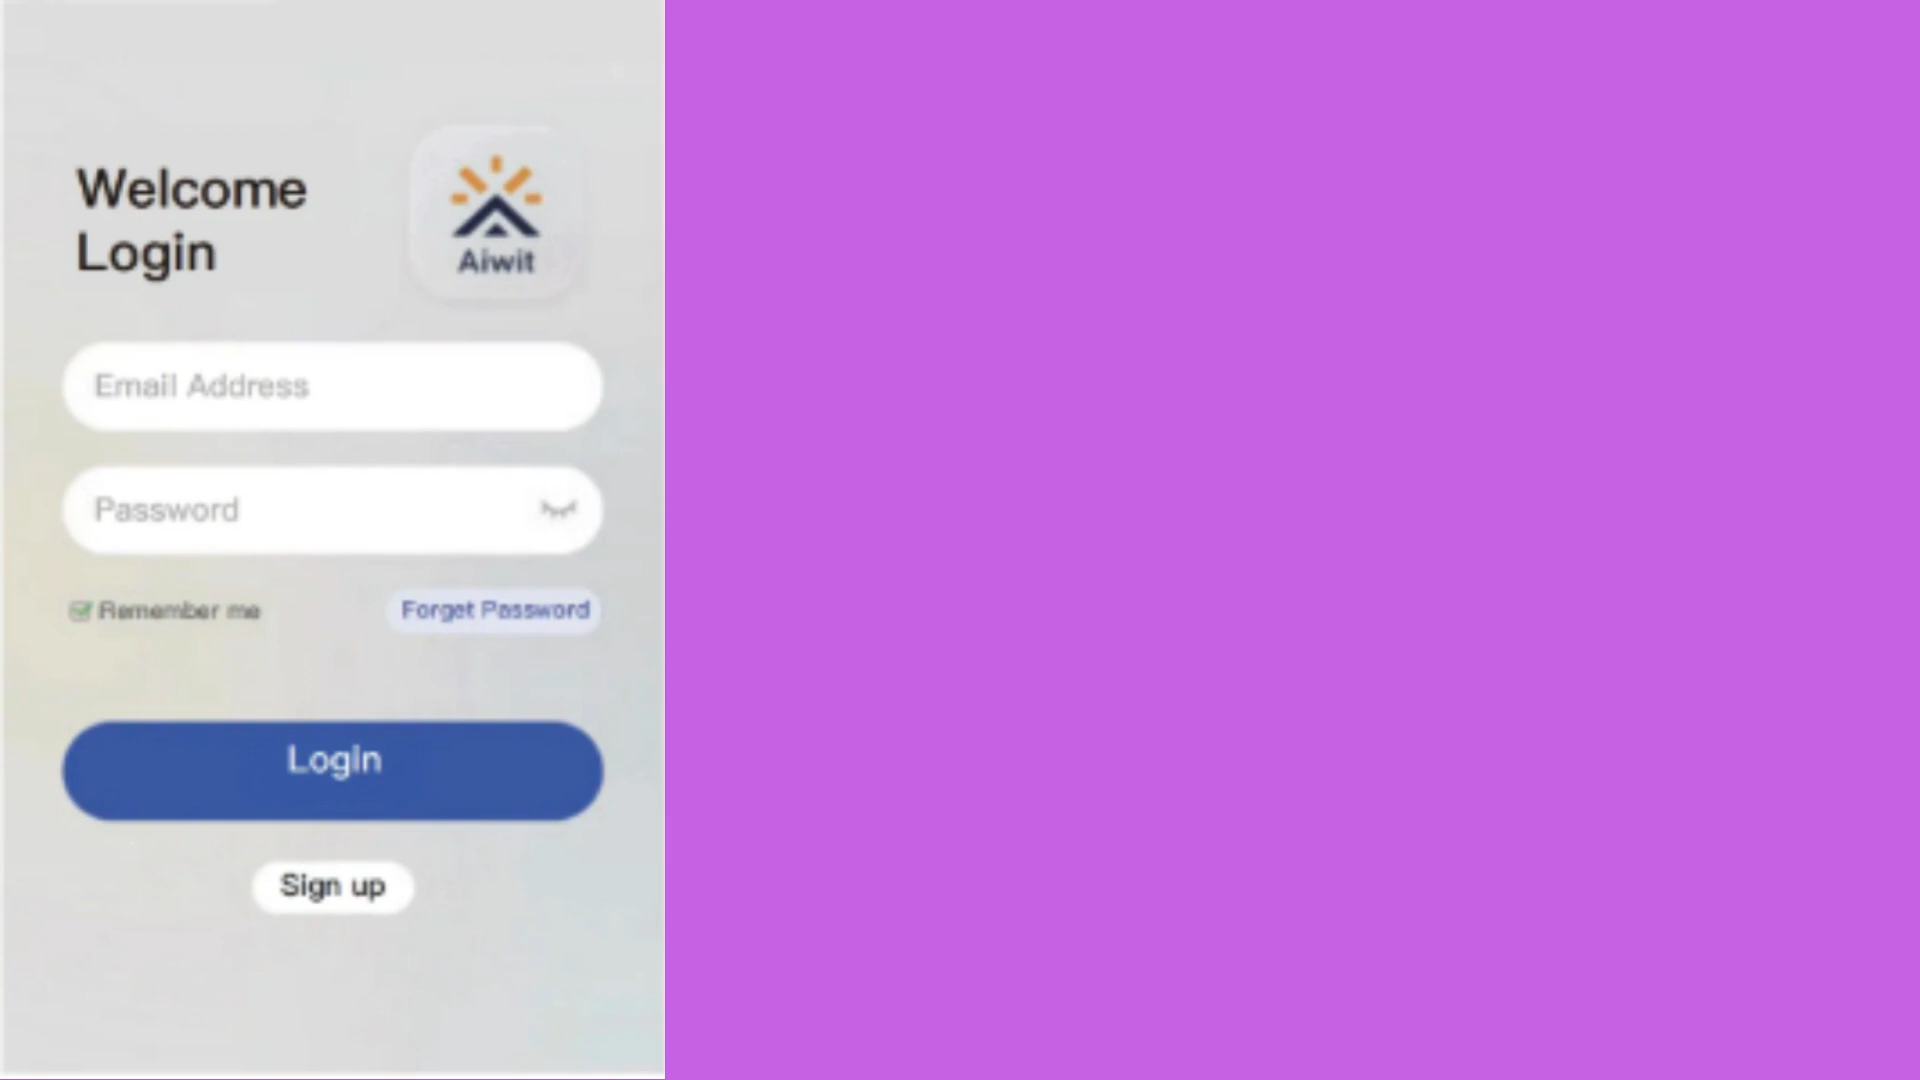 Welcome
Login
Aiwit
Email Address
Password
Remember me
Forget Password
Login
Sign up